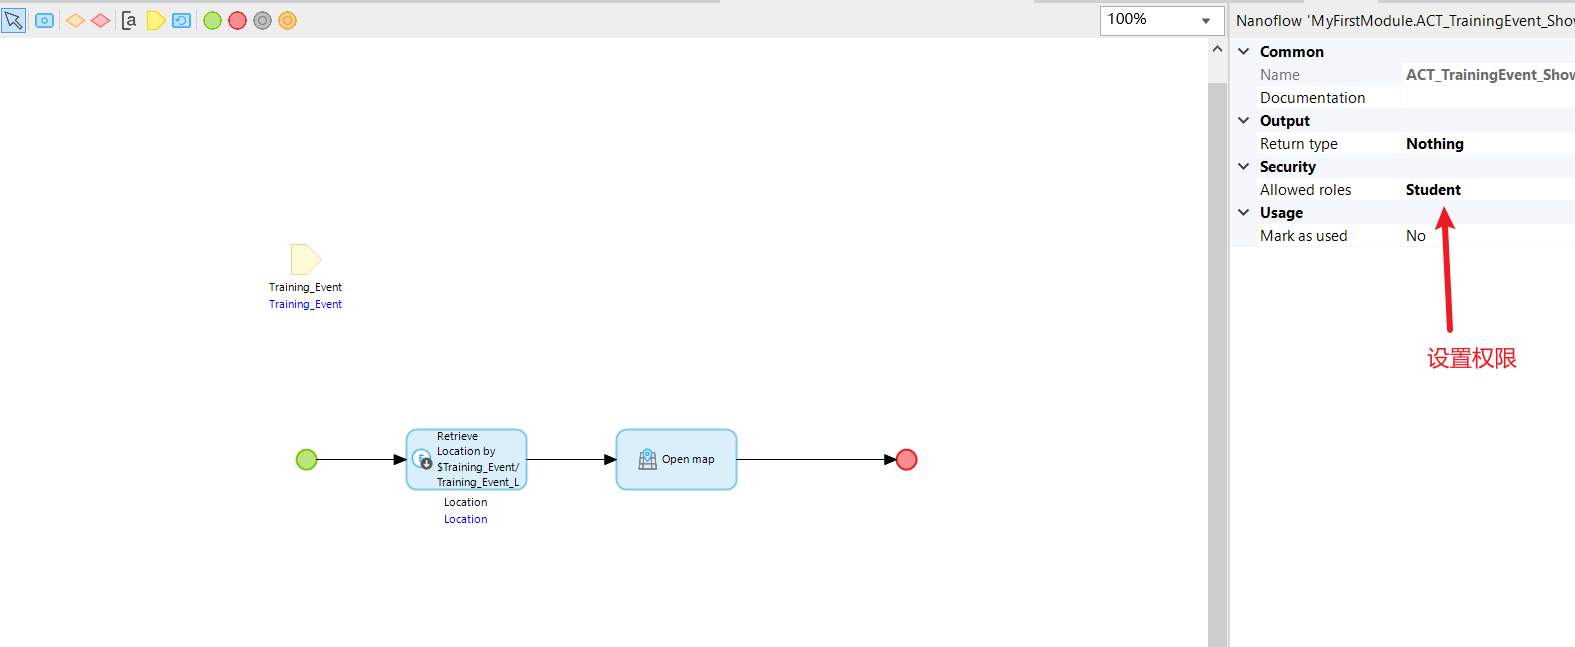 100%
Nanoflow 'MyFirstModule.ACT_TrainingEvent_Sho
Common
Name ACT_TrainingEvent_Shov
Documentation
Output
Return type Nothing
Security
Allowed roles Student
Usage
Mark as used No
设置权限
Training_Event
Training_Event
Retrieve
Location by
$Training_Event/
Training_Event_L
Location
Location
Open map